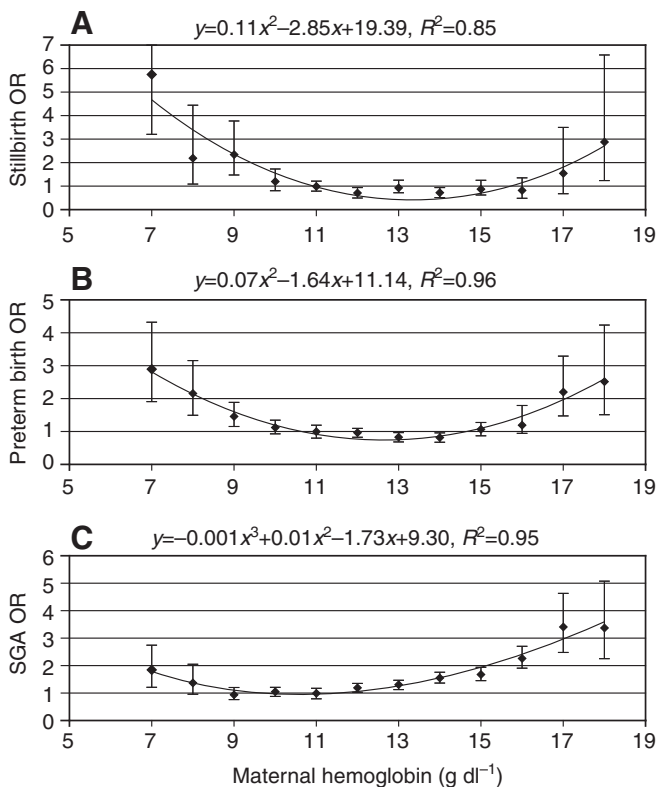 A
y=0.11x²–2.85x+19.39, R²=0.85
Stillbirth OR
7
6
5
4
3
2
1
0
5 7 9 11 13 15 17 19
B
y=0.07x²–1.64x+11.14, R²=0.96
Preterm birth OR
5
4
3
2
1
0
5 7 9 11 13 15 17 19
C
y=–0.001x³+0.01x²–1.73x+9.30, R²=0.95
SGA OR
6
5
4
3
2
1
0
5 7 9 11 13 15 17 19
Maternal hemoglobin (g dl⁻¹)